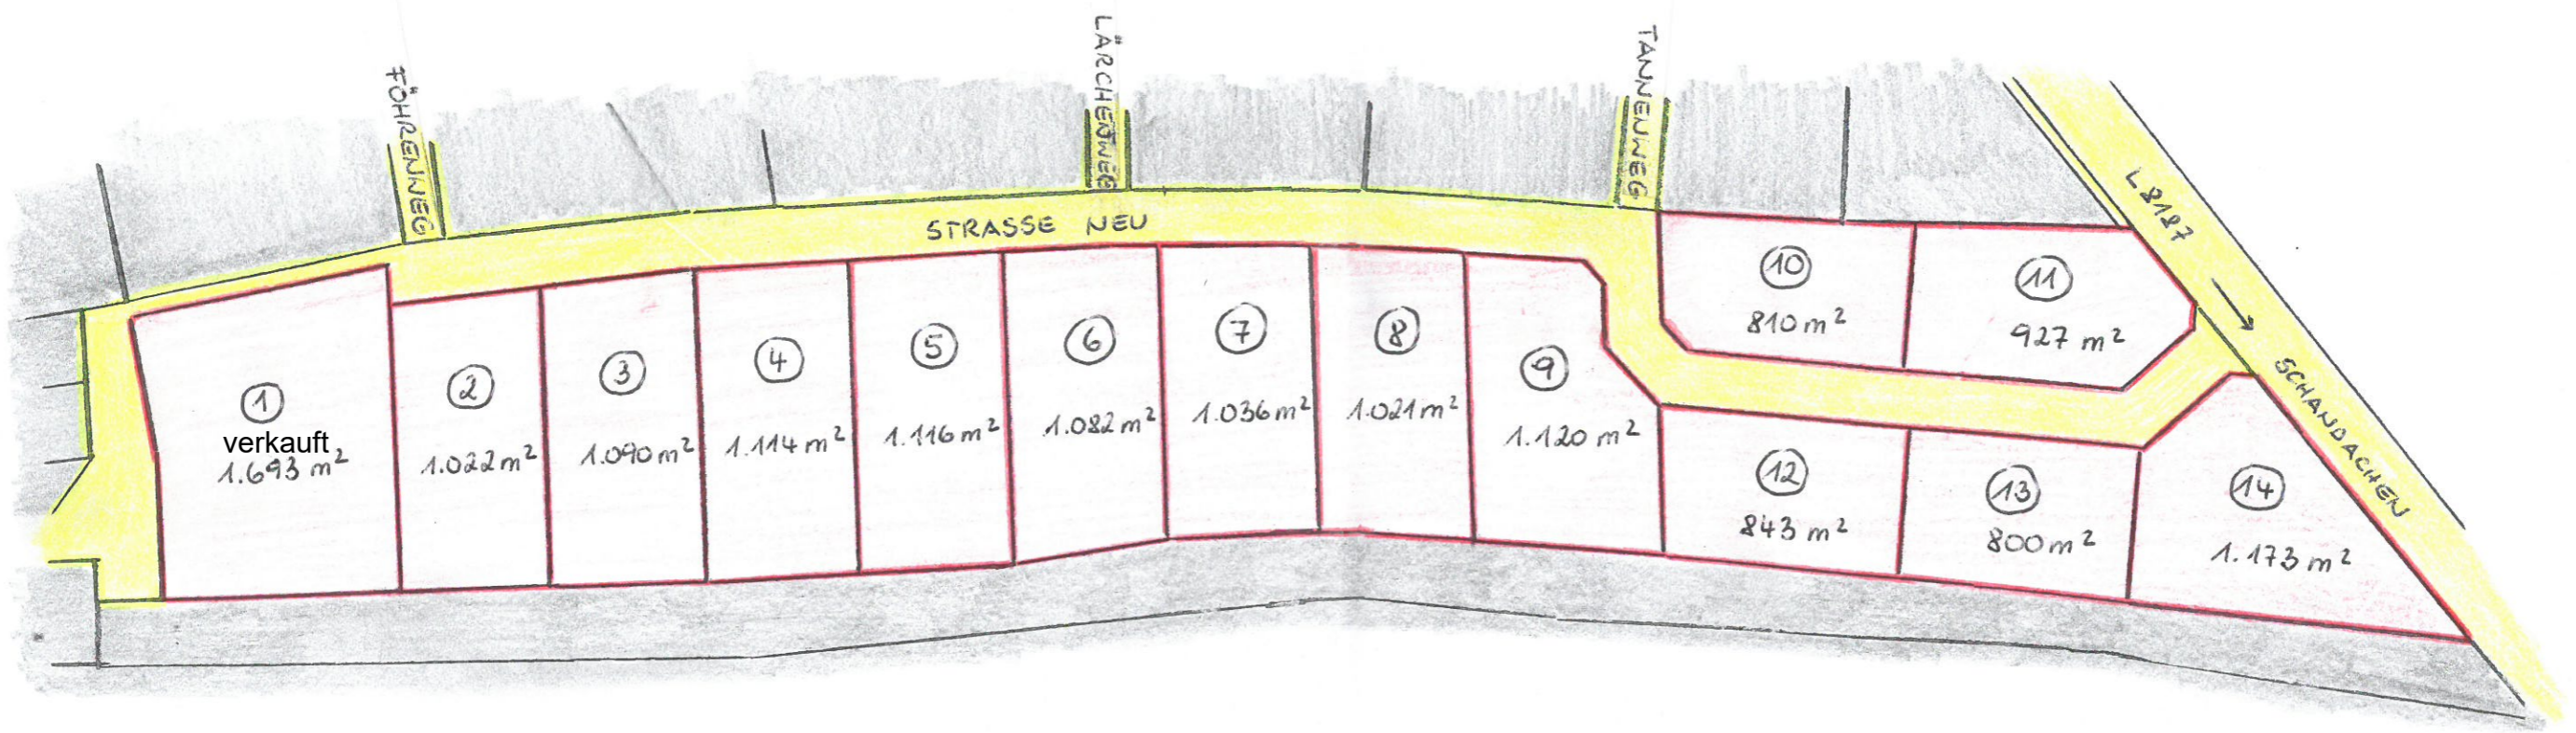 FÖHRENWEG
LÄRCHENWEG
TANNENWEG
L8187
SCHANDACHEN
STRASSE NEU
1
verkauft
1.693 m²
2
1.022 m²
3
1.090 m²
4
1.114 m²
5
1.116 m²
6
1.082 m²
7
1.036 m²
8
1.021 m²
9
1.120 m²
10
810 m²
11
927 m²
12
843 m²
13
800 m²
14
1.173 m²